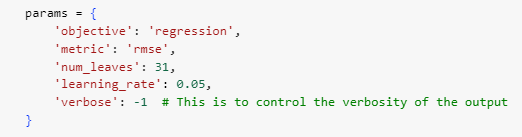 params = {
    'objective': 'regression',
    'metric': 'rmse',
    'num_leaves': 31,
    'learning_rate': 0.05,
    'verbose': -1  # This is to control the verbosity of the output
}